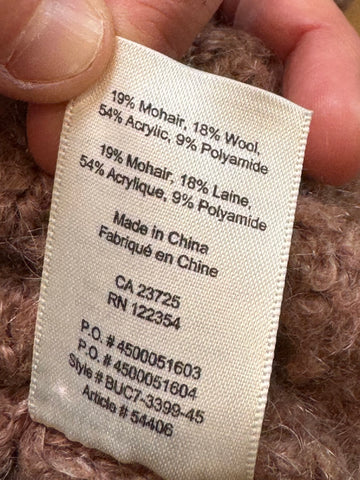 19% Mohair, 18% Wool,
54% Acrylic, 9% Polyamide
19% Mohair, 18% Laine,
54% Acrylique, 9% Polyamide
Made in China
Fabriqué en Chine
CA 23725
RN 122354
P.O. # 4500051603
P.O. # 4500051604
Style # BUC7-3399-45
Article # 54406